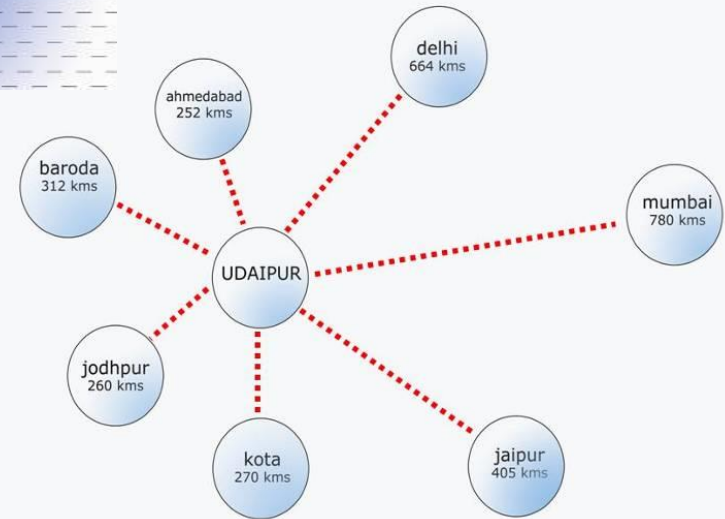 delhi
664 kms
ahmedabad
252 kms
baroda
312 kms
mumbai
780 kms
UDAIPUR
jodhpur
260 kms
kota
270 kms
jaipur
405 kms